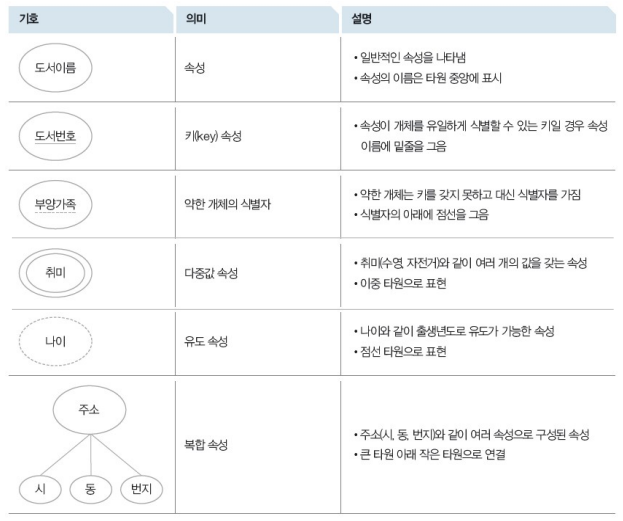 기호 의미 설명
도서이름 속성 • 일반적인 속성을 나타냄
• 속성의 이름은 타원 중앙에 표시
도서번호 키(key) 속성 • 속성이 개체를 유일하게 식별할 수 있는 키일 경우 속성
이름에 밑줄을 그음
부양가족 약한 개체의 식별자 • 약한 개체는 키를 갖지 못하고 대신 식별자를 가짐
• 식별자의 아래에 점선을 그음
취미 다중값 속성 • 취미(수영, 자전거)와 같이 여러 개의 값을 갖는 속성
• 이중 타원으로 표현
나이 유도 속성 • 나이와 같이 출생년도로 유도가 가능한 속성
• 점선 타원으로 표현
주소
시 동 번지
복합 속성 • 주소(시, 동, 번지)와 같이 여러 속성으로 구성된 속성
• 큰 타원 아래 작은 타원으로 연결